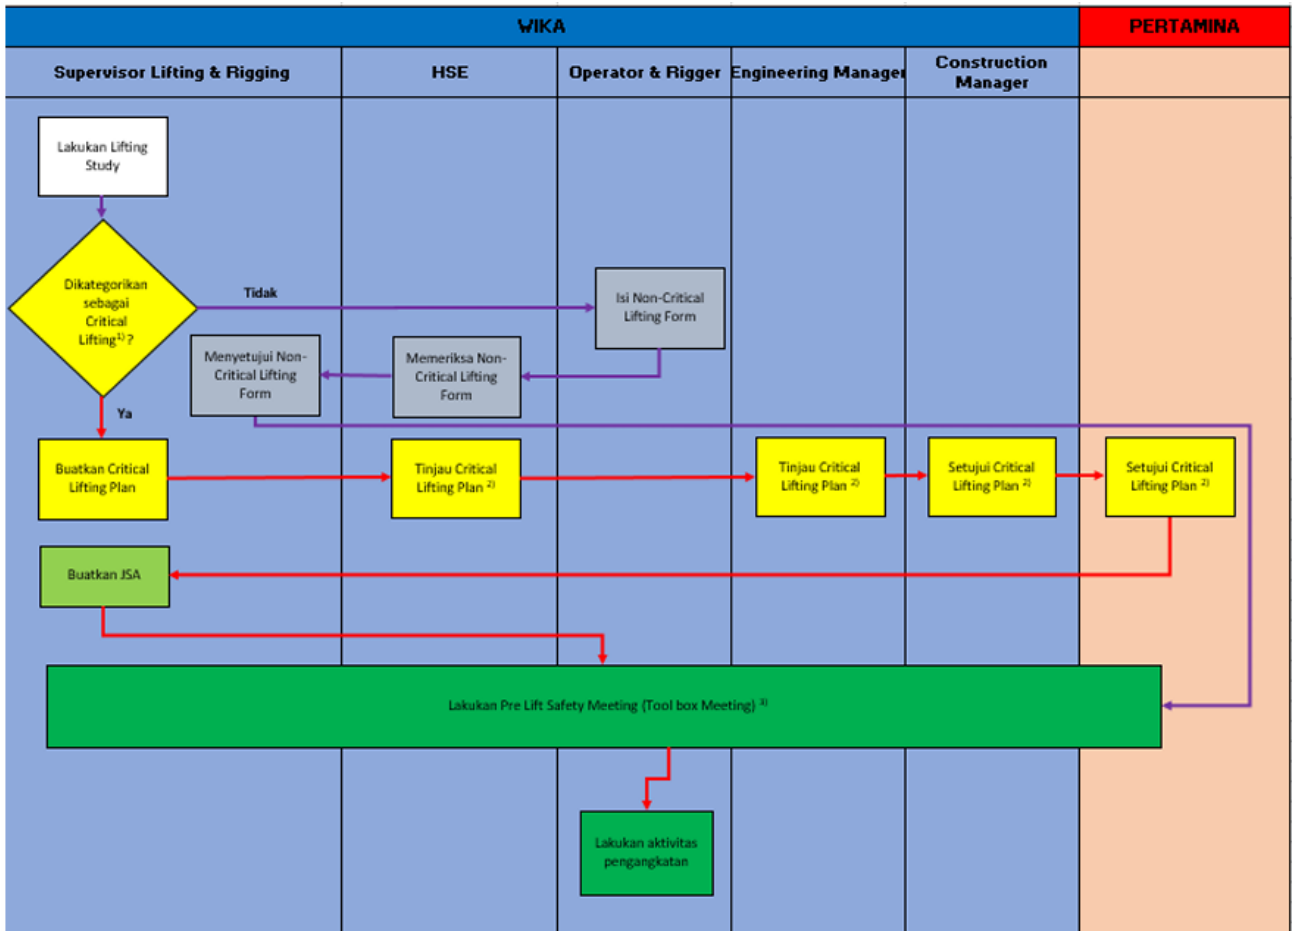 WIKA
PERTAMINA
Supervisor Lifting & Rigging
HSE
Operator & Rigger
Engineering Manager
Construction
Manager
Lakukan Lifting
Study
Dikategorikan
sebagai
Critical
Lifting¹⁾ ?
Tidak
Isi Non-Critical
Lifting Form
Menyetujui Non-
Critical Lifting
Form
Memeriksa Non-
Critical Lifting
Form
Ya
Buatkan Critical
Lifting Plan
Tinjau Critical
Lifting Plan ²⁾
Tinjau Critical
Lifting Plan ²⁾
Setujui Critical
Lifting Plan ²⁾
Setujui Critical
Lifting Plan ²⁾
Buatkan JSA
Lakukan Pre Lift Safety Meeting (Tool box Meeting) ³⁾
Lakukan aktivitas
pengangkatan